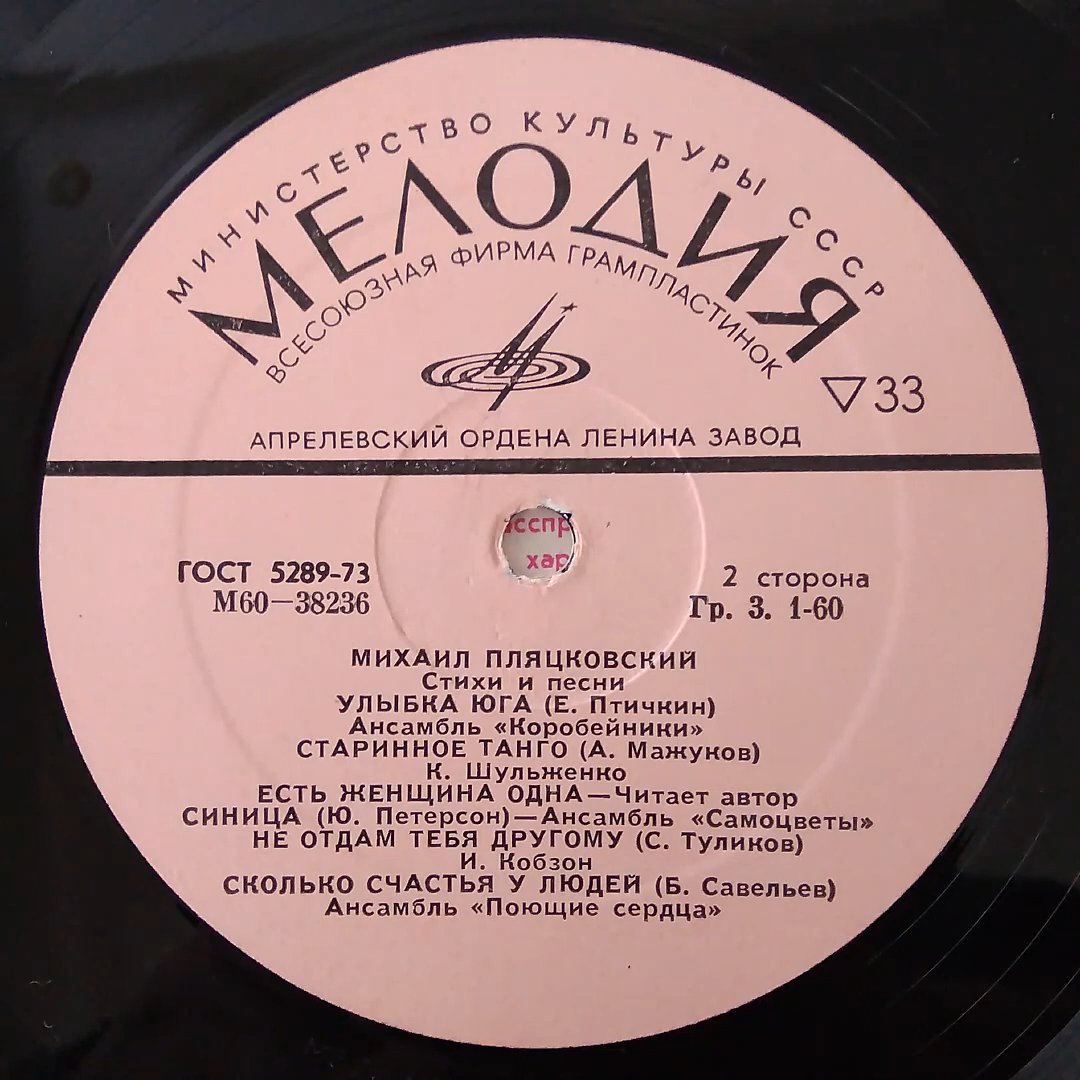 МИНИСТЕРСТВО КУЛЬТУРЫ СССР
МЕЛОДИЯ
ВСЕСОЮЗНАЯ ФИРМА ГРАМПЛАСТИНОК
33
АПРЕЛЕВСКИЙ ОРДЕНА ЛЕНИНА ЗАВОД
ГОСТ 5289-73
М60—38236
2 сторона
Гр. 3. 1-60
МИХАИЛ ПЛЯЦКОВСКИЙ
Стихи и песни
УЛЫБКА ЮГА (Е. Птичкин)
Ансамбль «Коробейники»
СТАРИННОЕ ТАНГО (А. Мажуков)
К. Шульженко
ЕСТЬ ЖЕНЩИНА ОДНА—Читает автор
СИНИЦА (Ю. Петерсон)—Ансамбль «Самоцветы»
НЕ ОТДАМ ТЕБЯ ДРУГОМУ (С. Туликов)
И. Кобзон
СКОЛЬКО СЧАСТЬЯ У ЛЮДЕЙ (Б. Савельев)
Ансамбль «Поющие сердца»